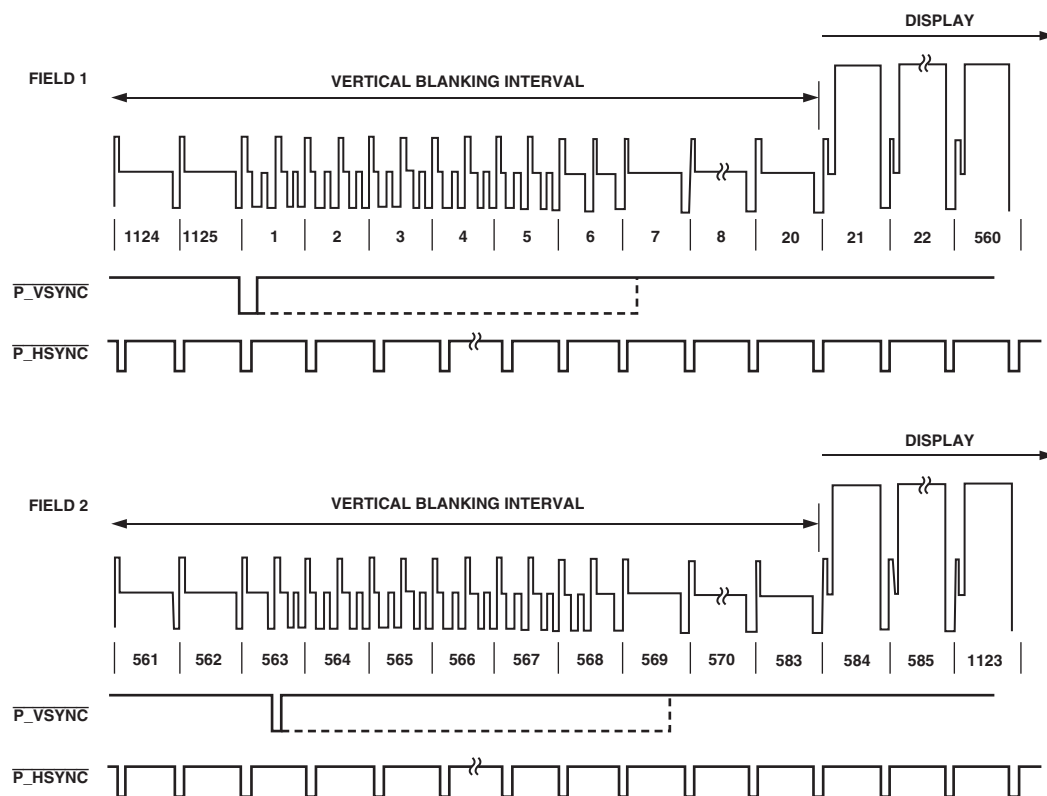 DISPLAY
FIELD 1
VERTICAL BLANKING INTERVAL
1124 1125 1 2 3 4 5 6 7 8 20 21 22 560
P_VSYNC
P_HSYNC
DISPLAY
FIELD 2
VERTICAL BLANKING INTERVAL
561 562 563 564 565 566 567 568 569 570 583 584 585 1123
P_VSYNC
P_HSYNC